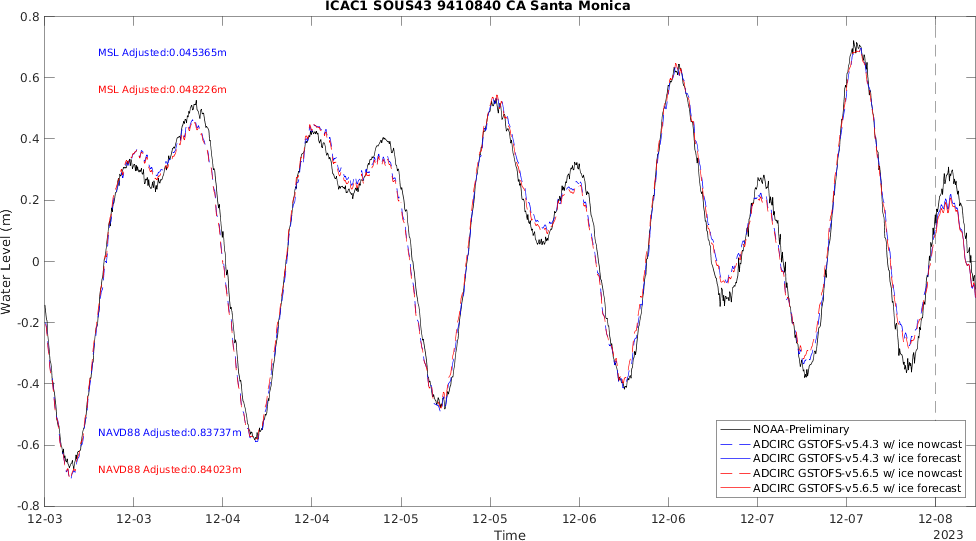 ICAC1 SOUS43 9410840 CA Santa Monica
0.8
0.6
0.4
0.2
0
-0.2
-0.4
-0.6
-0.8
Water Level (m)
MSL Adjusted:0.045365m
MSL Adjusted:0.048226m
NAVD88 Adjusted:0.83737m
NAVD88 Adjusted:0.84023m
NOAA-Preliminary
ADCIRC GSTOFS-v5.4.3 w/ ice nowcast
ADCIRC GSTOFS-v5.4.3 w/ ice forecast
ADCIRC GSTOFS-v5.6.5 w/ ice nowcast
ADCIRC GSTOFS-v5.6.5 w/ ice forecast
12-03 12-03 12-04 12-04 12-05 12-05 12-06 12-06 12-07 12-07 12-08
Time
2023